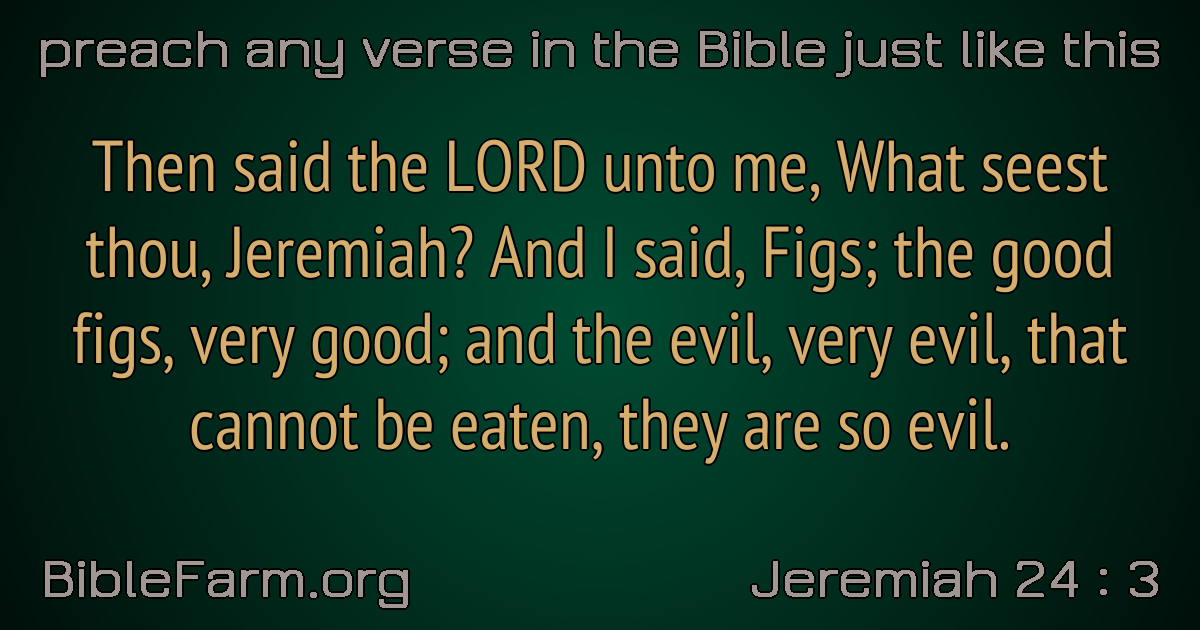 preach any verse in the Bible just like this
Then said the LORD unto me, What seest
thou, Jeremiah? And I said, Figs; the good
figs, very good; and the evil, very evil, that
cannot be eaten, they are so evil.
BibleFarm.org
Jeremiah 24 : 3